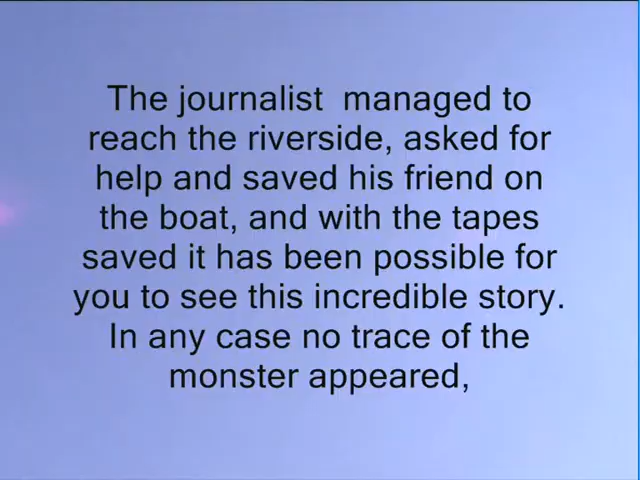 The journalist  managed to
reach the riverside, asked for
help and saved his friend on
the boat, and with the tapes
saved it has been possible for
you to see this incredible story.
In any case no trace of the
monster appeared,